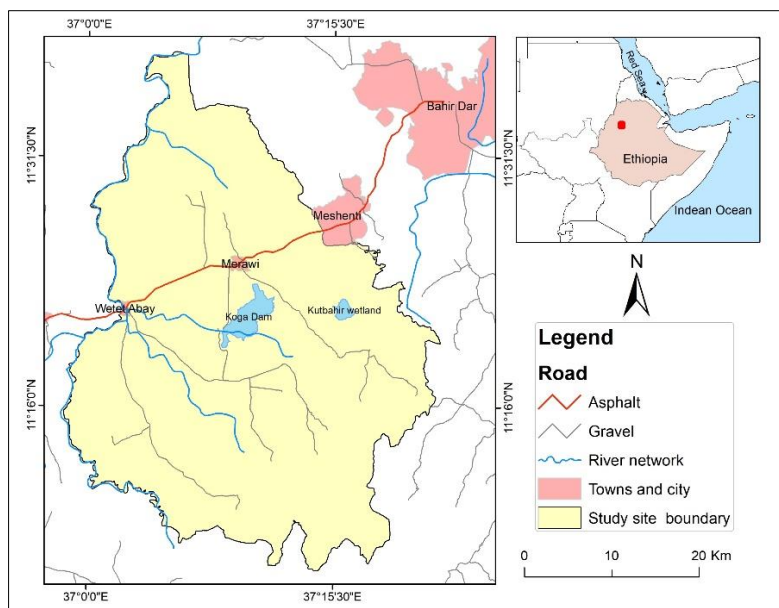 37°0'0"E
37°15'30"E
11°31'30"N
11°16'0"N
Bahir Dar
Meshenti
Merawi
Wetet Abay
Koga Dam
Kutbahir wetland
37°0'0"E
37°15'30"E
11°31'30"N
11°16'0"N
Red Sea
Ethiopia
Indean Ocean
N
Legend
Road
Asphalt
Gravel
River network
Towns and city
Study site boundary
0 10 20 Km